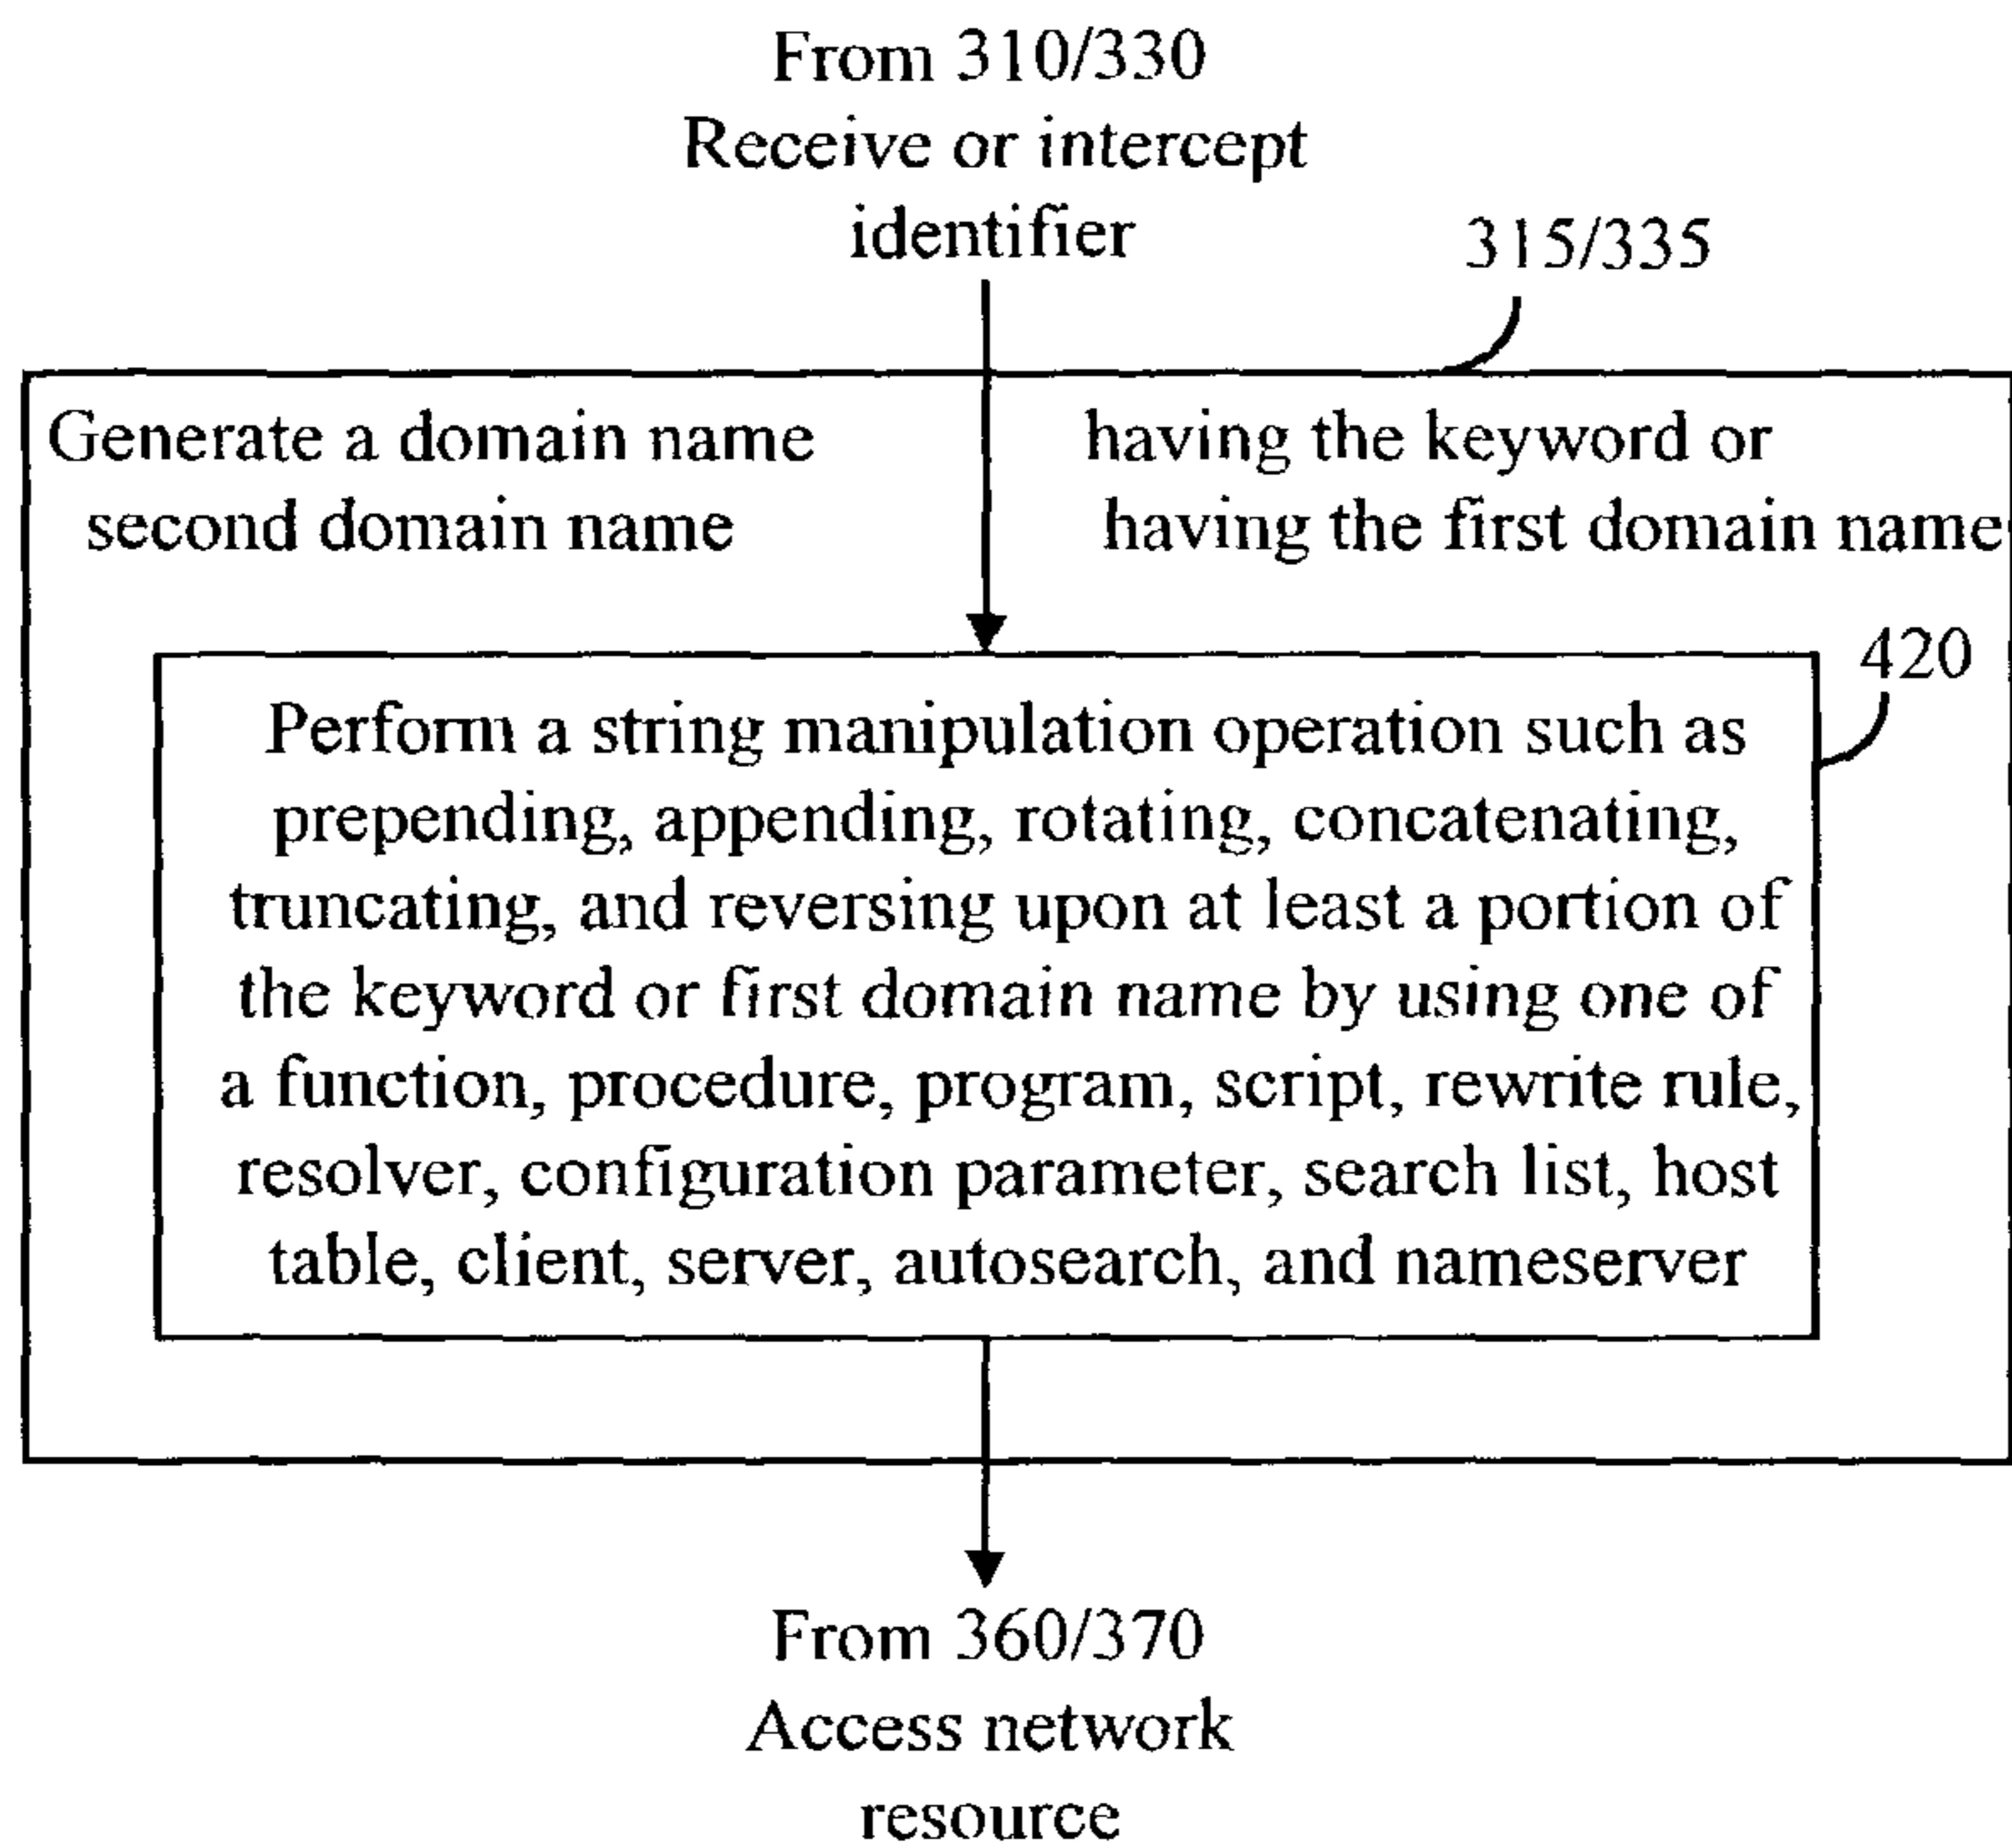 From 310/330
Receive or intercept
identifier
315/335
Generate a domain name having the keyword or
second domain name having the first domain name
420
Perform a string manipulation operation such as
prepending, appending, rotating, concatenating,
truncating, and reversing upon at least a portion of
the keyword or first domain name by using one of
a function, procedure, program, script, rewrite rule,
resolver, configuration parameter, search list, host
table, client, server, autosearch, and nameserver
From 360/370
Access network
resource